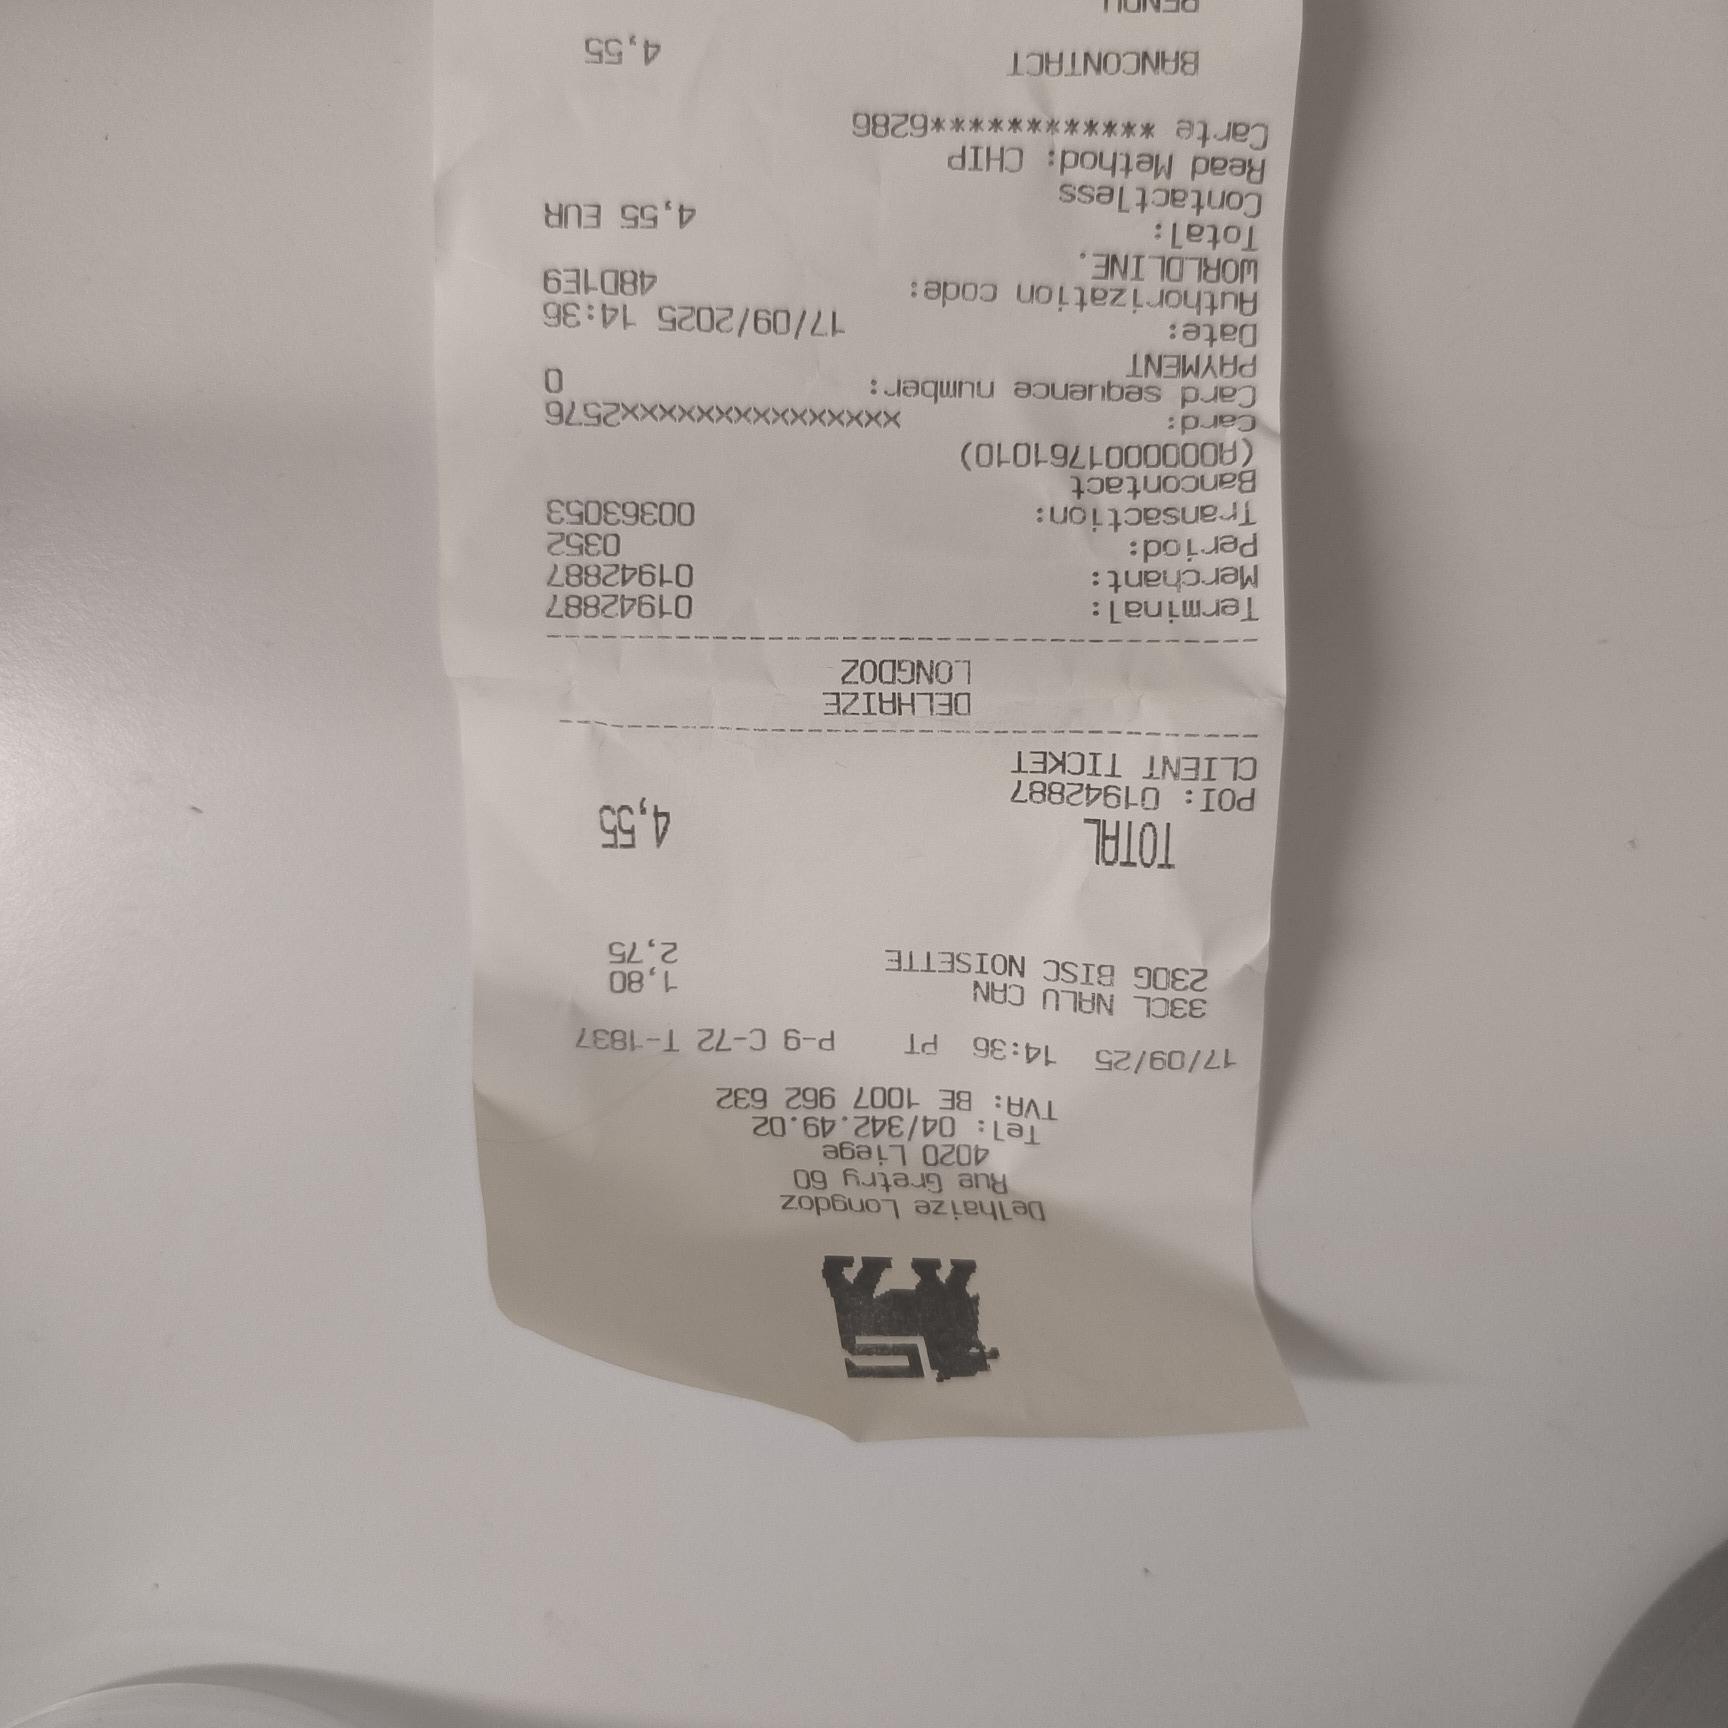 Delhaize Longdoz
Rue Gretry 60
4020 Liege
Tel: 04/342.49.02
TVA: BE 1007 962 632
17/09/25 14:36 PT P-9 C-72 T-1837
33CL NALU CAN 1,80
230G BISC NOISETTE 2,75
TOTAL 4,55
POI: 01942887
CLIENT TICKET
--------------------------------------
DELHAIZE
LONGDOZ
--------------------------------------
Terminal: 01942887
Merchant: 01942887
Period: 0352
Transaction: 00363053
Bancontact
(A0000001761010)
Card: xxxxxxxxxxxxxxx2576
Card sequence number: 0
PAYMENT
Date: 17/09/2025 14:36
Authorization code: 48D1E9
WORLDLINE.
Total: 4,55 EUR
Contactless
Read Method: CHIP
Carte ************6286
BANCONTACT 4,55
RENDU